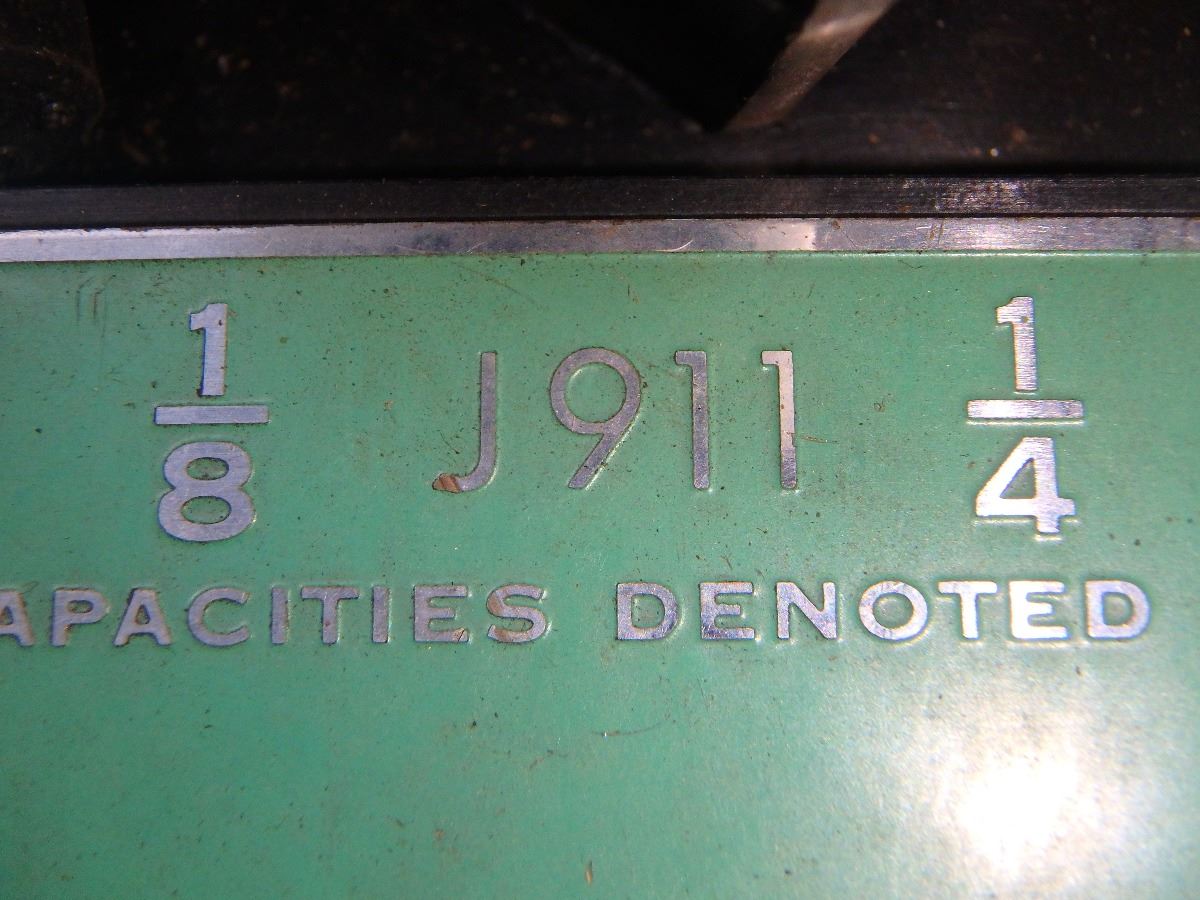 1/8 J911 1/4
APACITIES DENOTED